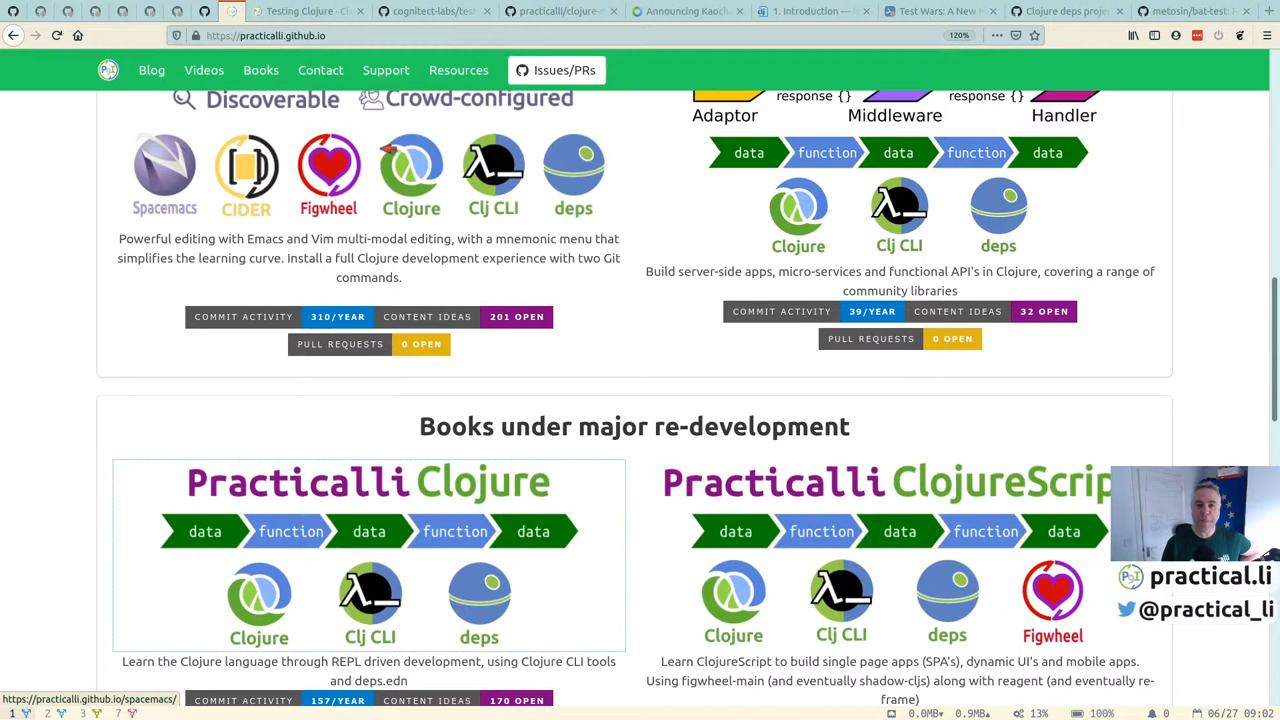 Testing Clojure · Cl
cognitect-labs/test
practicalli/clojure-
Announcing Kaocha
1. Introduction —
Test Wars: A New
Clojure deps proje
metosin/bat-test:
https://practicalli.github.io
120%
Blog
Videos
Books
Contact
Support
Resources
Issues/PRs
Discoverable
Crowd-configured
Spacemacs
CIDER
Figwheel
Clojure
Clj CLI
deps
Powerful editing with Emacs and Vim multi-modal editing, with a mnemonic menu that
simplifies the learning curve. Install a full Clojure development experience with two Git
commands.
COMMIT ACTIVITY 310/YEAR
CONTENT IDEAS 201 OPEN
PULL REQUESTS 0 OPEN
response {}
response {}
Adaptor
Middleware
Handler
data
function
data
function
data
Clojure
Clj CLI
deps
Build server-side apps, micro-services and functional API's in Clojure, covering a range of
community libraries
COMMIT ACTIVITY 39/YEAR
CONTENT IDEAS 32 OPEN
PULL REQUESTS 0 OPEN
Books under major re-development
Practicalli Clojure
data
function
data
function
data
Clojure
Clj CLI
deps
Learn the Clojure language through REPL driven development, using Clojure CLI tools
and deps.edn
COMMIT ACTIVITY 157/YEAR
CONTENT IDEAS 170 OPEN
Practicalli ClojureScrip
data
function
data
function
data
Clojure
Clj CLI
deps
Figwheel
Learn ClojureScript to build single page apps (SPA's), dynamic UI's and mobile apps.
Using figwheel-main (and eventually shadow-cljs) along with reagent (and eventually re-
frame)
practical.li
@practical_li
https://practicalli.github.io/spacemacs/
1
2
3
7
0.0MB
0.9MB
13%
100%
0
06/27 09:02